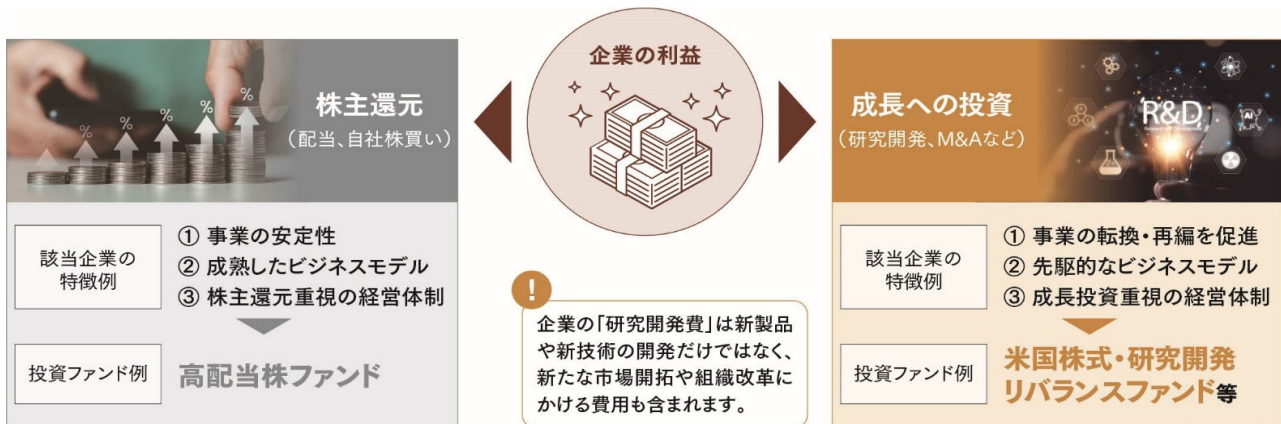 企業の利益
%
%
%
%
%
%
株主還元
(配当、自社株買い)
該当企業の
特徴例
① 事業の安定性
② 成熟したビジネスモデル
③ 株主還元重視の経営体制
投資ファンド例
高配当株ファンド
!
企業の「研究開発費」は新製品
や新技術の開発だけではなく、
新たな市場開拓や組織改革に
かける費用も含まれます。
成長への投資
(研究開発、M&Aなど)
R&D
AI
該当企業の
特徴例
① 事業の転換・再編を促進
② 先駆的なビジネスモデル
③ 成長投資重視の経営体制
投資ファンド例
米国株式・研究開発
リバランスファンド等